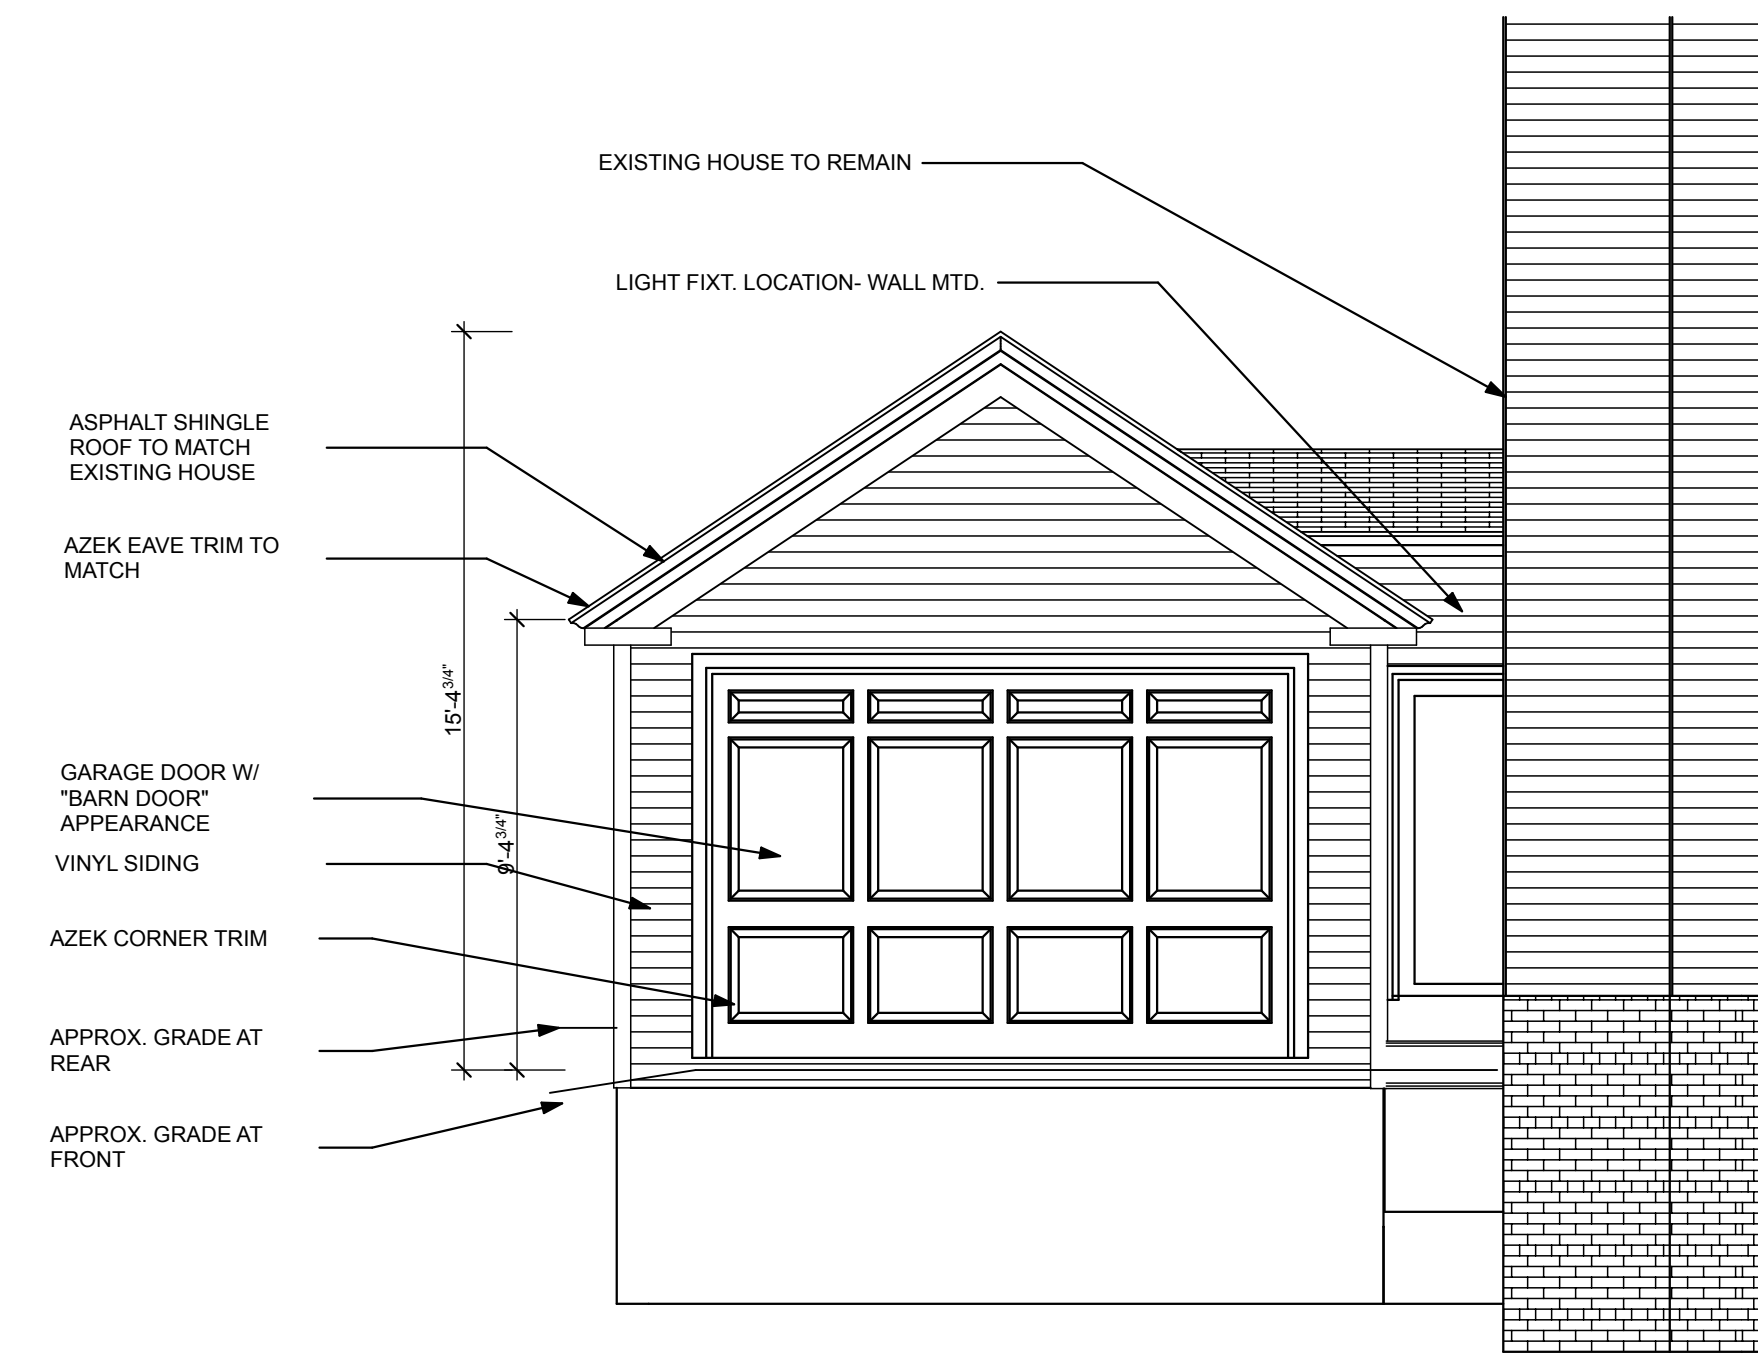 EXISTING HOUSE TO REMAIN
LIGHT FIXT. LOCATION- WALL MTD.
ASPHALT SHINGLE
ROOF TO MATCH
EXISTING HOUSE
AZEK EAVE TRIM TO
MATCH
15'-4 3/4"
GARAGE DOOR W/
"BARN DOOR"
APPEARANCE
9'-4 3/4"
VINYL SIDING
AZEK CORNER TRIM
APPROX. GRADE AT
REAR
APPROX. GRADE AT
FRONT